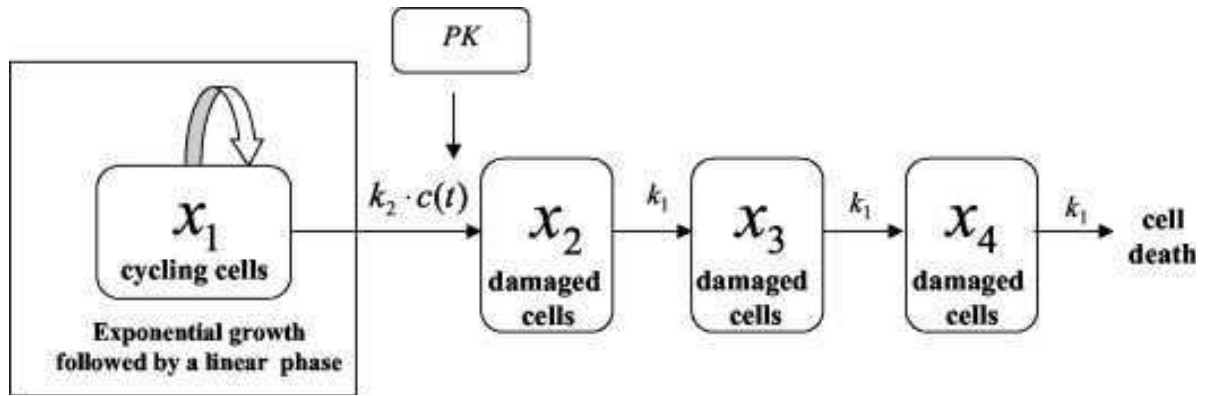 PK
x₁
cycling cells
Exponential growth
followed by a linear phase
k₂ · c(t)
x₂
damaged
cells
k₁
x₃
damaged
cells
k₁
x₄
damaged
cells
k₁
cell
death